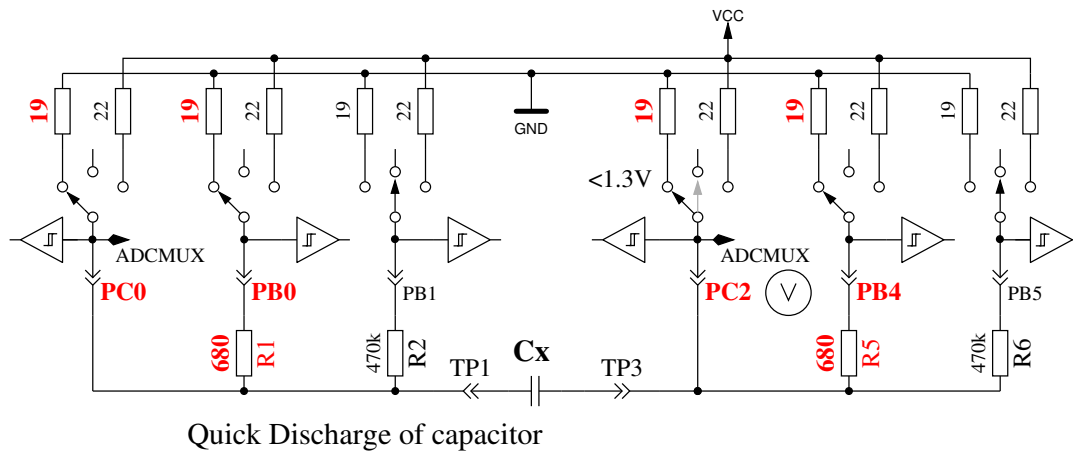 VCC
19
22
19
22
19
22
GND
19
22
19
22
19
22
<1.3V
ADCMUX
ADCMUX
PC0
PB0
PB1
PC2
V
PB4
PB5
680
R1
470k
R2
TP1
Cx
TP3
680
R5
470k
R6
Quick Discharge of capacitor